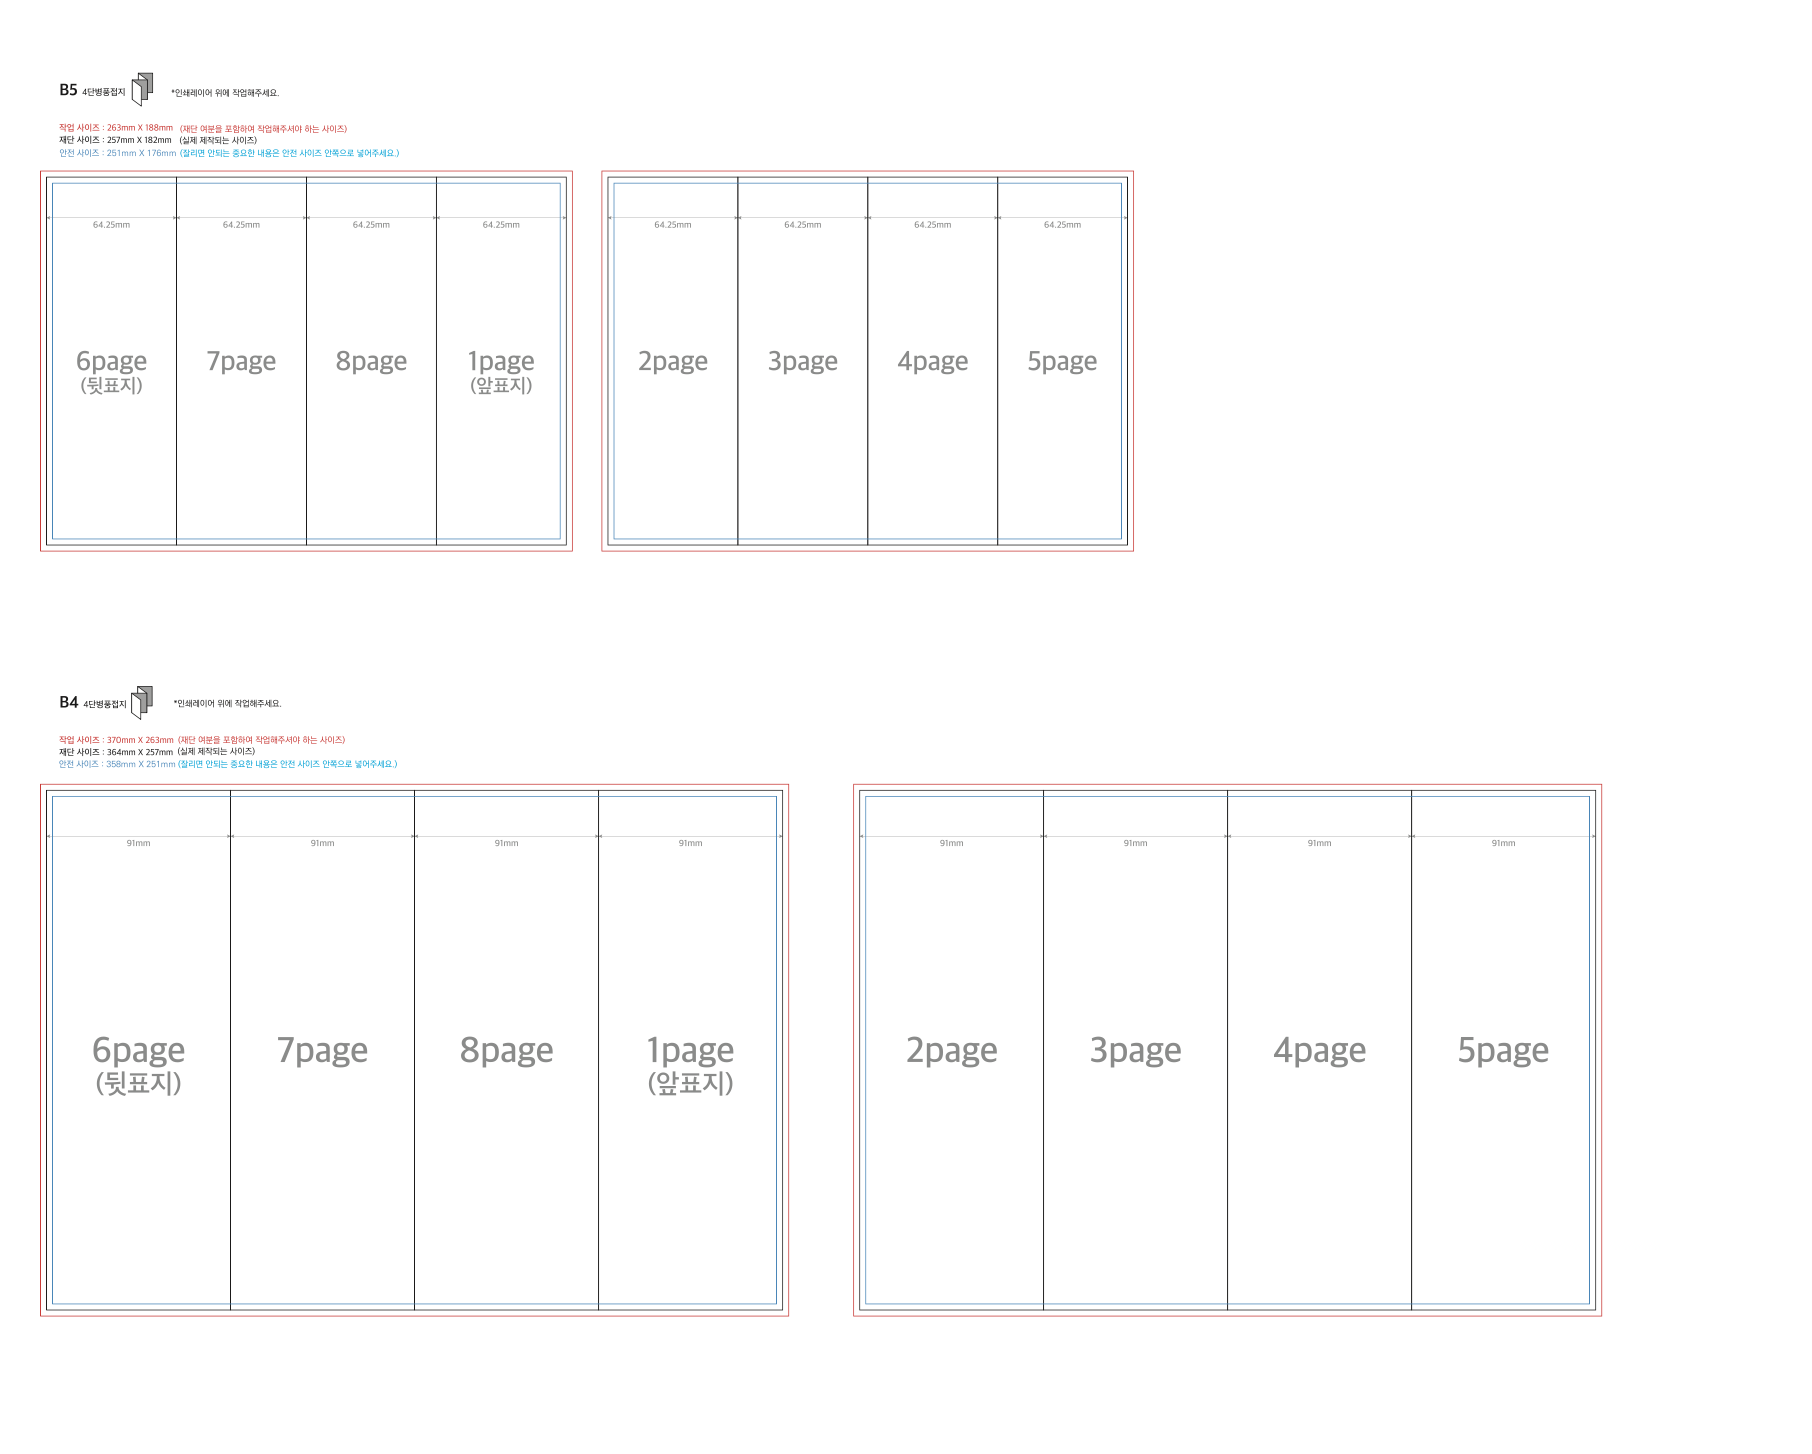 B5 4단병풍접지 *인쇄레이어 위에 작업해주세요.
작업 사이즈 : 263mm X 188mm (재단 여분을 포함하여 작업해주셔야 하는 사이즈)
재단 사이즈 : 257mm X 182mm (실제 제작되는 사이즈)
안전 사이즈 : 251mm X 176mm (잘리면 안되는 중요한 내용은 안전 사이즈 안쪽으로 넣어주세요.)
64.25mm 64.25mm 64.25mm 64.25mm
6page 7page 8page 1page
(뒷표지) (앞표지)
64.25mm 64.25mm 64.25mm 64.25mm
2page 3page 4page 5page
B4 4단병풍접지 *인쇄레이어 위에 작업해주세요.
작업 사이즈 : 370mm X 263mm (재단 여분을 포함하여 작업해주셔야 하는 사이즈)
재단 사이즈 : 364mm X 257mm (실제 제작되는 사이즈)
안전 사이즈 : 358mm X 251mm (잘리면 안되는 중요한 내용은 안전 사이즈 안쪽으로 넣어주세요.)
91mm 91mm 91mm 91mm
6page 7page 8page 1page
(뒷표지) (앞표지)
91mm 91mm 91mm 91mm
2page 3page 4page 5page